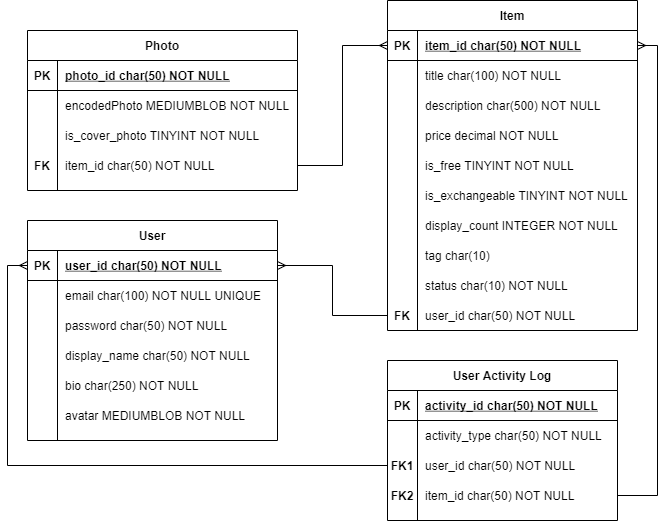 Photo
PK photo_id char(50) NOT NULL
encodedPhoto MEDIUMBLOB NOT NULL
is_cover_photo TINYINT NOT NULL
FK item_id char(50) NOT NULL
Item
PK item_id char(50) NOT NULL
title char(100) NOT NULL
description char(500) NOT NULL
price decimal NOT NULL
is_free TINYINT NOT NULL
is_exchangeable TINYINT NOT NULL
display_count INTEGER NOT NULL
tag char(10)
status char(10) NOT NULL
FK user_id char(50) NOT NULL
User
PK user_id char(50) NOT NULL
email char(100) NOT NULL UNIQUE
password char(50) NOT NULL
display_name char(50) NOT NULL
bio char(250) NOT NULL
avatar MEDIUMBLOB NOT NULL
User Activity Log
PK activity_id char(50) NOT NULL
activity_type char(50) NOT NULL
FK1 user_id char(50) NOT NULL
FK2 item_id char(50) NOT NULL